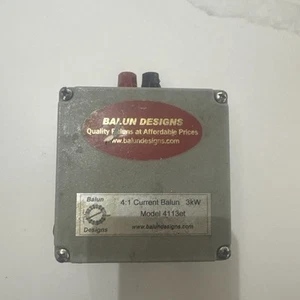 BALUN DESIGNS
Quality Baluns at Affordable Prices
www.balundesigns.com
Balun
Designs
4:1 Current Balun 3kW
Model 4113et
www.balundesigns.com